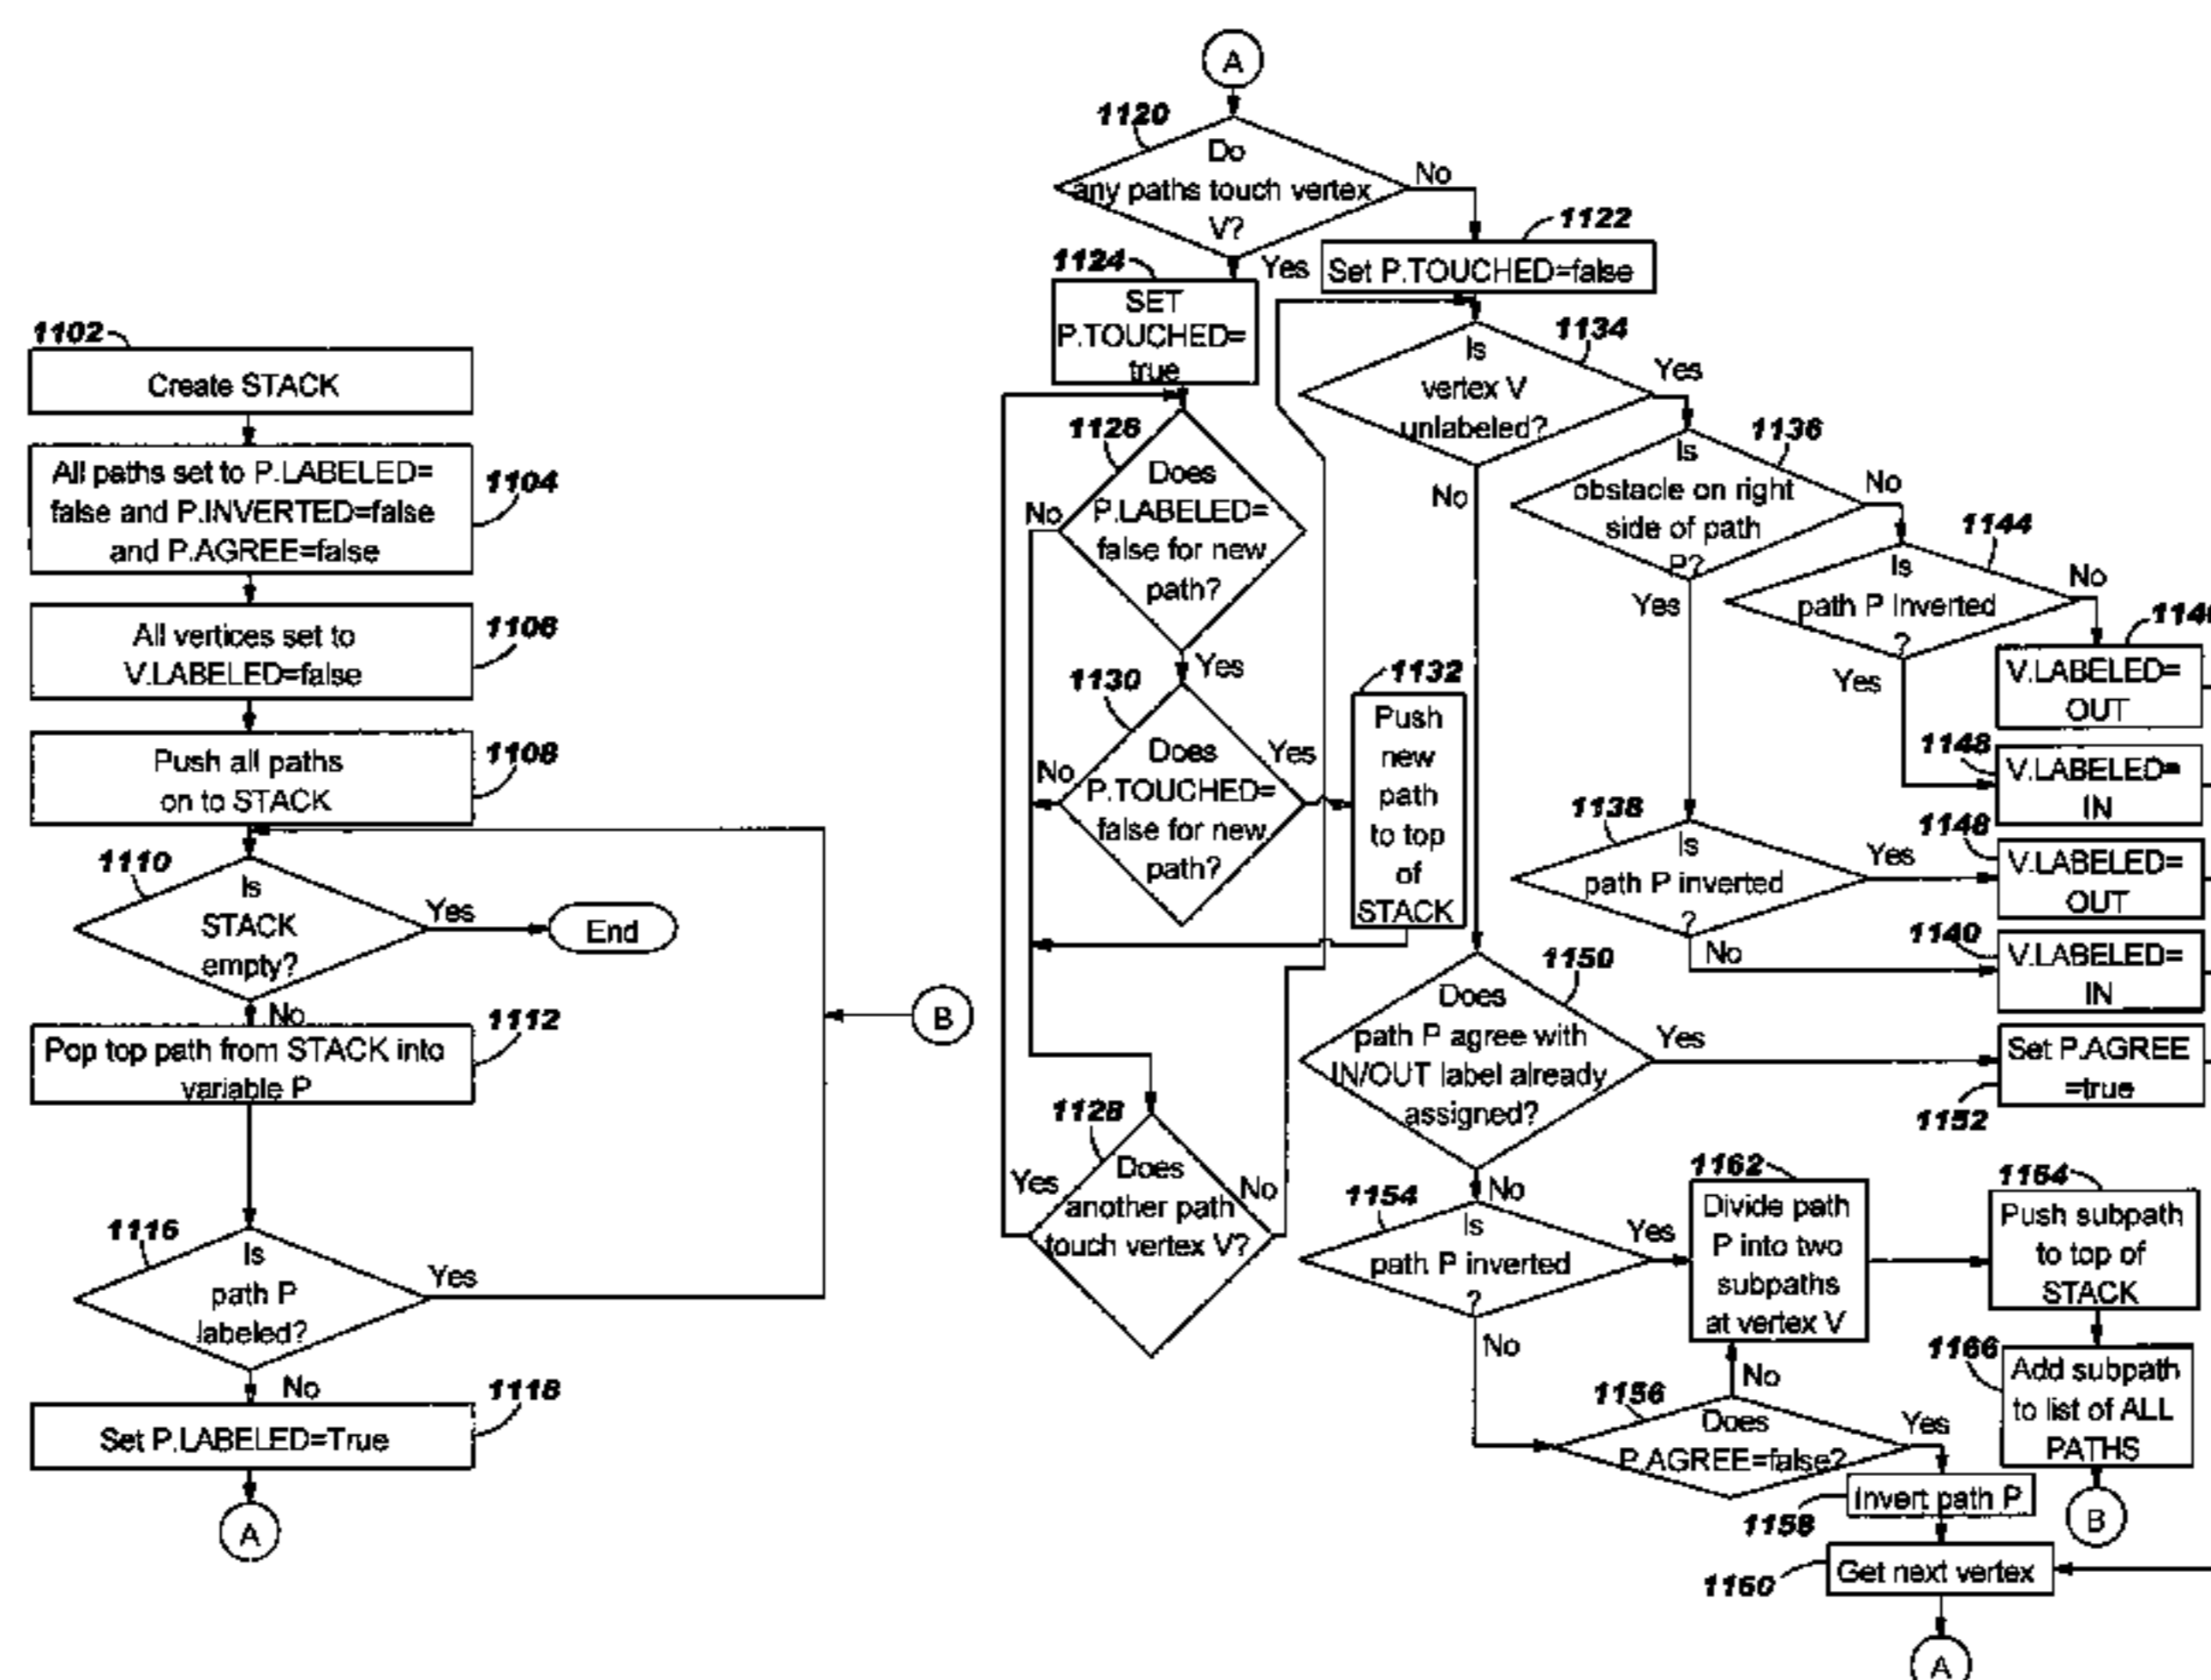 1102
Create STACK
All paths set to P.LABELED=
false and P.INVERTED=false
and P.AGREE=false
1104
All vertices set to
V.LABELED=false
1106
Push all paths
on to STACK
1108
1110
Is
STACK
empty?
Yes
End
No
Pop top path from STACK into
variable P
1112
B
1116
Is
path P
labeled?
Yes
No
Set P.LABELED=True
1118
A
A
1120
Do
any paths touch vertex
V?
No
Yes
1122
Set P.TOUCHED=false
1124
SET
P.TOUCHED=
true
1126
Does
P.LABELED=
false for new
path?
No
Yes
1130
Does
P.TOUCHED=
false for new
path?
No
Yes
1132
Push
new
path
to top
of
STACK
1128
Does
another path
touch vertex V?
Yes
No
1134
Is
vertex V
unlabeled?
Yes
No
1136
Is
obstacle on right
side of path
P?
No
Yes
1144
Is
path P Inverted
?
No
Yes
V.LABELED=
OUT
1148
V.LABELED=
IN
1138
Is
path P inverted
?
Yes
No
1148
V.LABELED=
OUT
1140
V.LABELED=
IN
1150
Does
path P agree with
IN/OUT label already
assigned?
Yes
No
Set P.AGREE
=true
1152
1154
Is
path P inverted
?
Yes
No
1162
Divide path
P into two
subpaths
at vertex V
1164
Push subpath
to top of
STACK
1166
Add subpath
to list of ALL
PATHS
B
1156
Does
P.AGREE=false?
No
Yes
Invert path P
1158
Get next vertex
1160
A